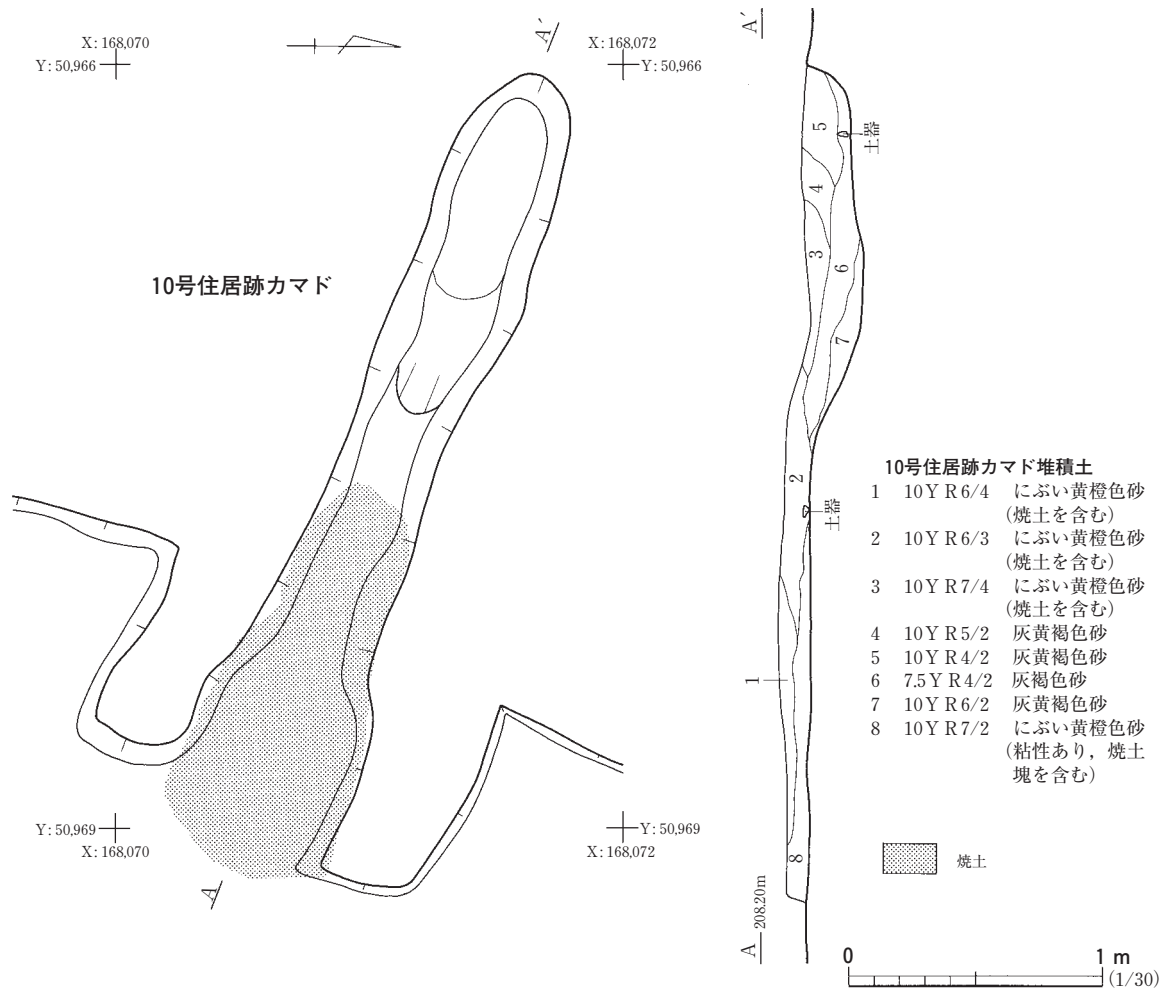 X: 168,070
Y: 50,966
A´
X: 168,072
Y: 50,966
10号住居跡カマド
Y: 50,969
X: 168,070
A
Y: 50,969
X: 168,072
A´
5
土器
4
3
6
7
2
土器
1
8
A 208.20m
10号住居跡カマド堆積土
1 10YR6/4 にぶい黄橙色砂
(焼土を含む)
2 10YR6/3 にぶい黄橙色砂
(焼土を含む)
3 10YR7/4 にぶい黄橙色砂
(焼土を含む)
4 10YR5/2 灰黄褐色砂
5 10YR4/2 灰黄褐色砂
6 7.5YR4/2 灰褐色砂
7 10YR6/2 灰黄褐色砂
8 10YR7/2 にぶい黄橙色砂
(粘性あり，焼土
塊を含む)
焼土
0 1 m
(1/30)